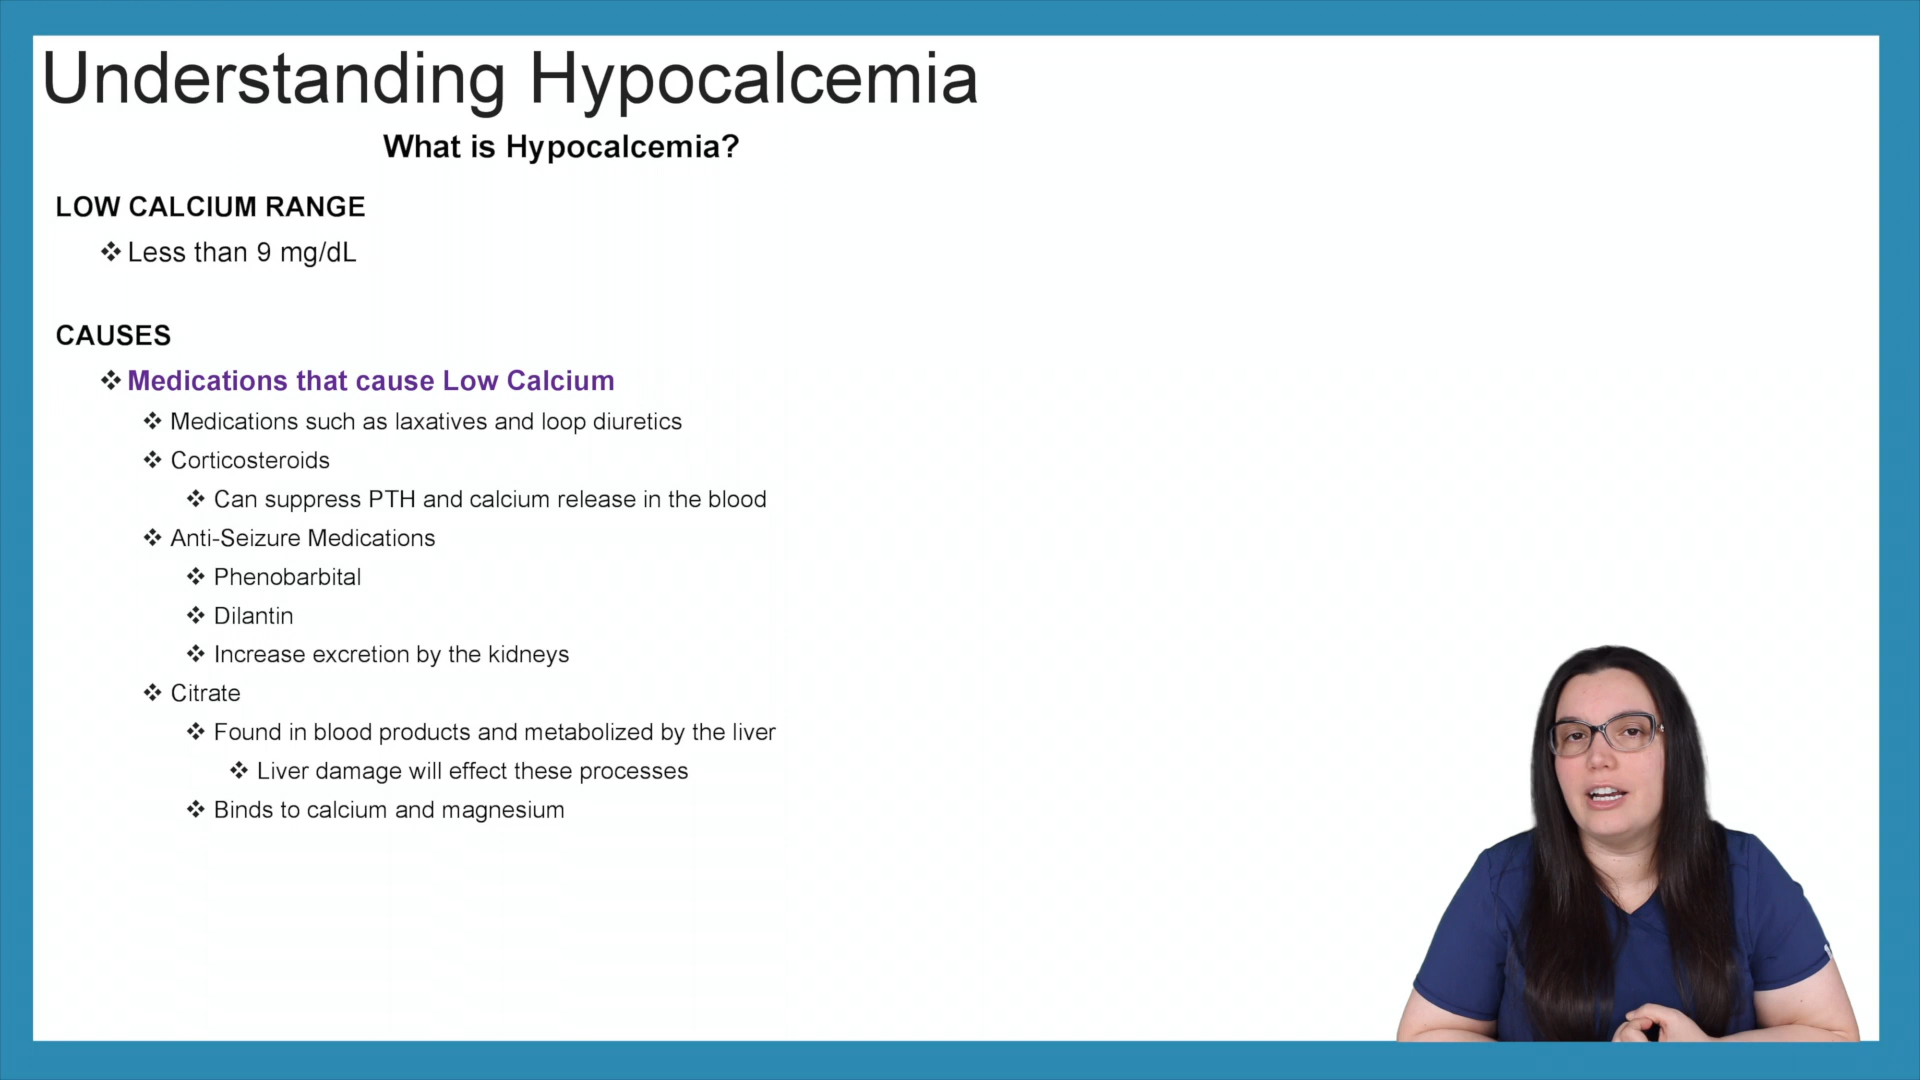 Understanding Hypocalcemia
What is Hypocalcemia?
LOW CALCIUM RANGE
❖ Less than 9 mg/dL
CAUSES
❖ Medications that cause Low Calcium
❖ Medications such as laxatives and loop diuretics
❖ Corticosteroids
❖ Can suppress PTH and calcium release in the blood
❖ Anti-Seizure Medications
❖ Phenobarbital
❖ Dilantin
❖ Increase excretion by the kidneys
❖ Citrate
❖ Found in blood products and metabolized by the liver
❖ Liver damage will effect these processes
❖ Binds to calcium and magnesium